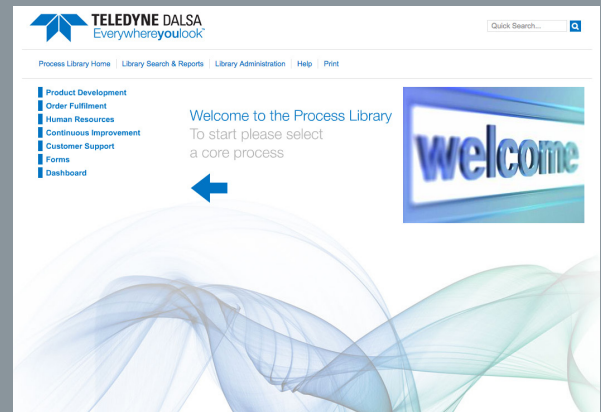 TELEDYNE DALSA
Everywhereyoulook™
Quick Search...
Process Library Home
Library Search & Reports
Library Administration
Help
Print
Product Development
Order Fulfilment
Human Resources
Continuous Improvement
Customer Support
Forms
Dashboard
Welcome to the Process Library
To start please select
a core process
welcome